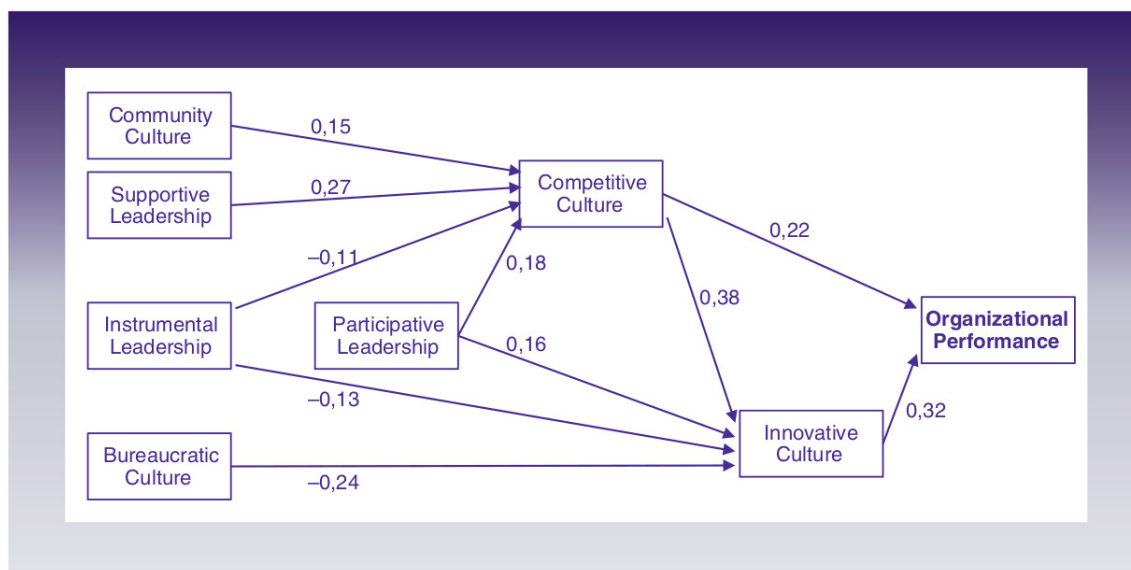 Community
Culture
0,15
Supportive
Leadership
0,27
Competitive
Culture
–0,11
0,18
0,22
Instrumental
Leadership
Participative
Leadership
0,38
0,16
Organizational
Performance
–0,13
0,32
Innovative
Culture
Bureaucratic
Culture
–0,24